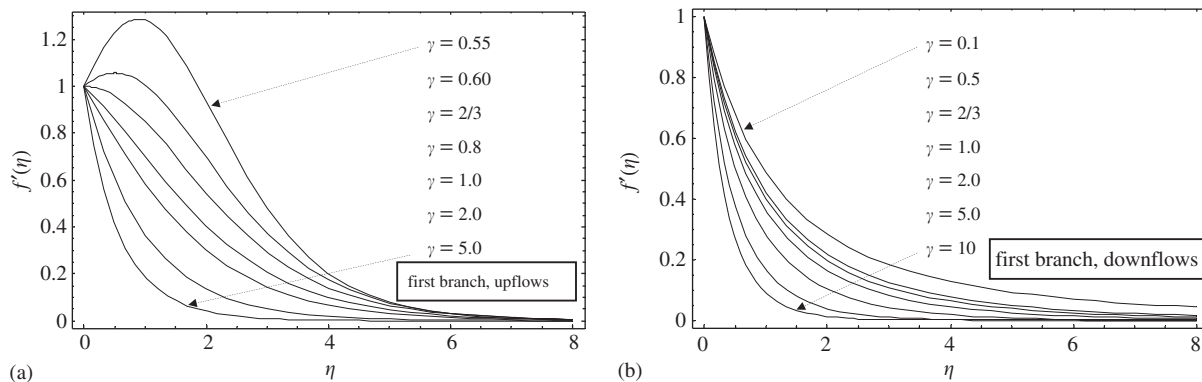 1.2
1
0.8
0.6
0.4
0.2
0
f′(η)
γ = 0.55
γ = 0.60
γ = 2/3
γ = 0.8
γ = 1.0
γ = 2.0
γ = 5.0
first branch, upflows
0 2 4 6 8
(a)
η
1
0.8
0.6
0.4
0.2
0
f′(η)
γ = 0.1
γ = 0.5
γ = 2/3
γ = 1.0
γ = 2.0
γ = 5.0
γ = 10
first branch, downflows
0 2 4 6 8
(b)
η